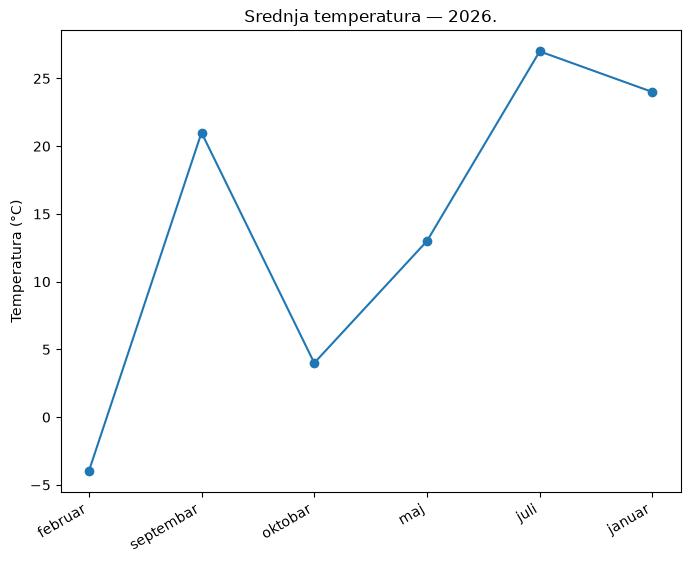 Srednja temperatura — 2026.
Temperatura (°C)
25
20
15
10
5
0
−5
februar
septembar
oktobar
maj
juli
januar